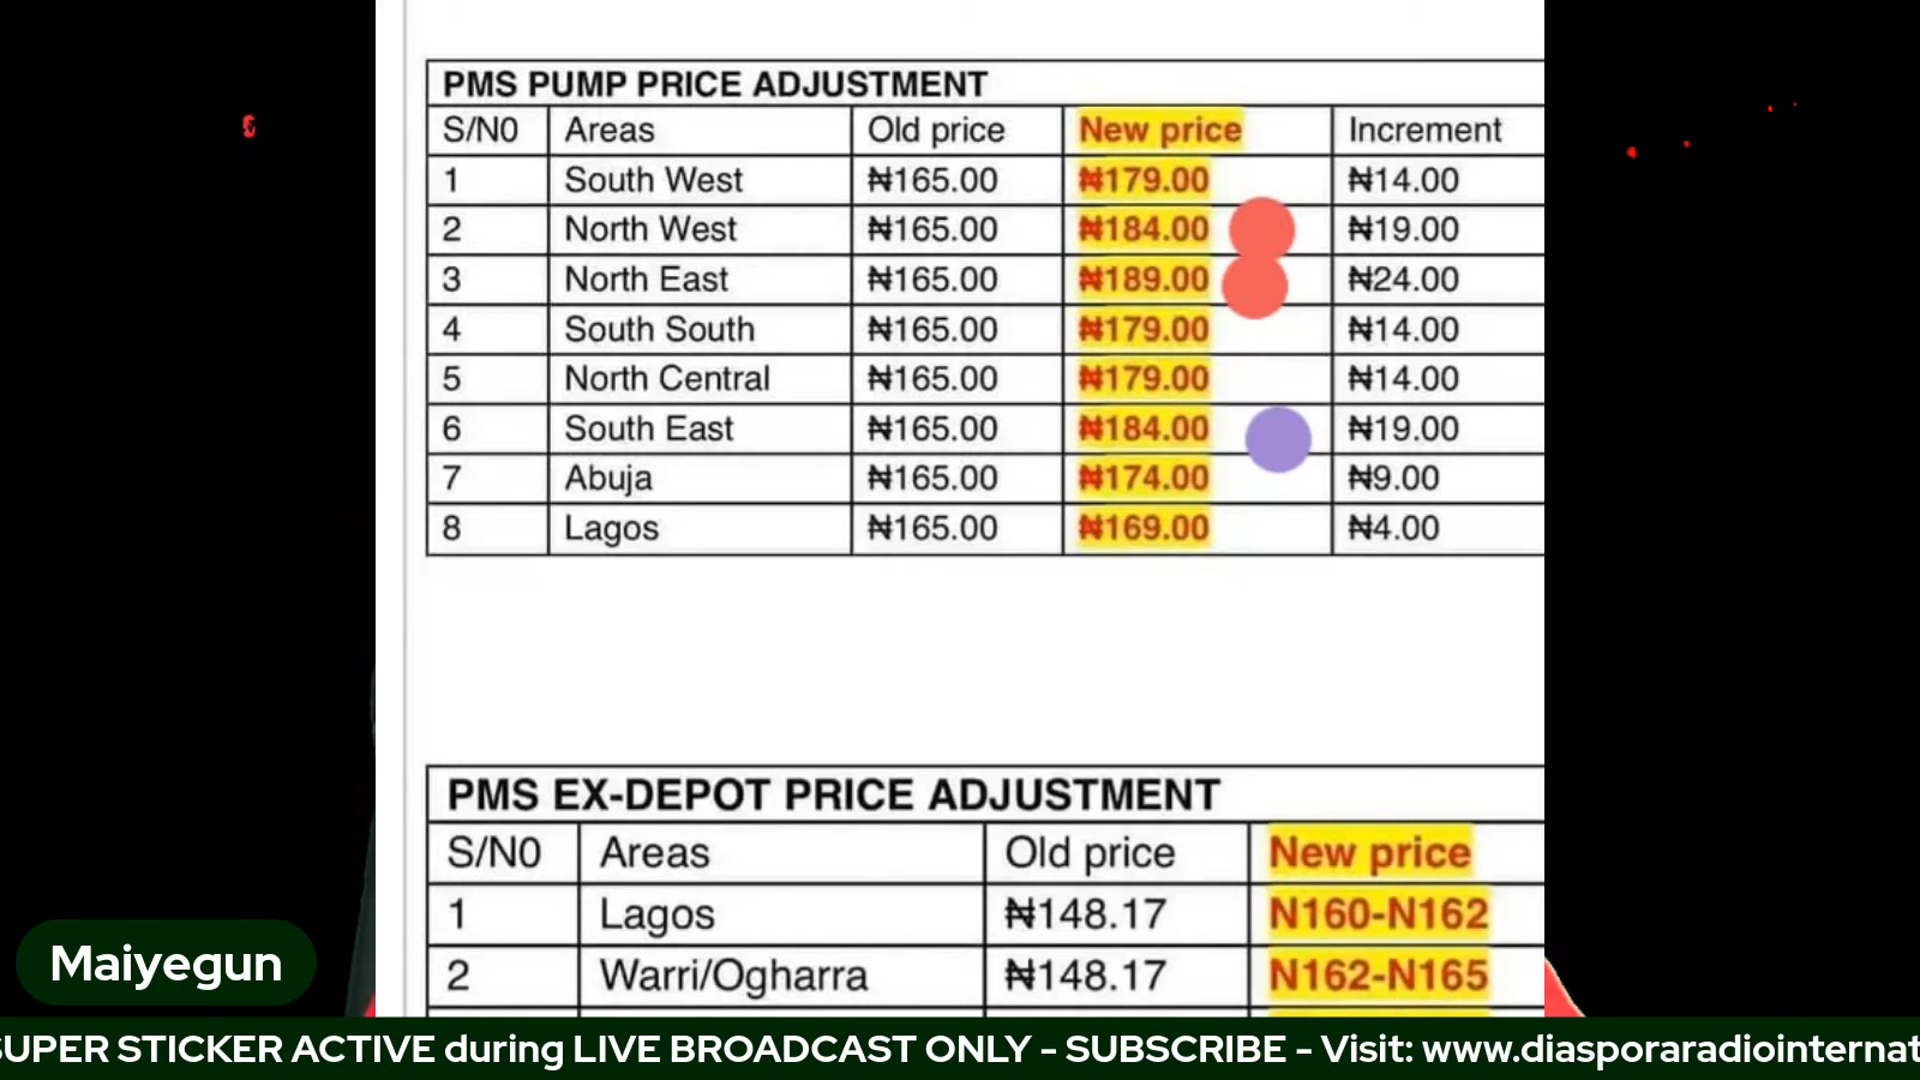 PMS PUMP PRICE ADJUSTMENT
S/N0 Areas Old price New price Increment
1 South West ₦165.00 ₦179.00 ₦14.00
2 North West ₦165.00 ₦184.00 ₦19.00
3 North East ₦165.00 ₦189.00 ₦24.00
4 South South ₦165.00 ₦179.00 ₦14.00
5 North Central ₦165.00 ₦179.00 ₦14.00
6 South East ₦165.00 ₦184.00 ₦19.00
7 Abuja ₦165.00 ₦174.00 ₦9.00
8 Lagos ₦165.00 ₦169.00 ₦4.00
PMS EX-DEPOT PRICE ADJUSTMENT
S/N0 Areas Old price New price
1 Lagos ₦148.17 N160-N162
2 Warri/Ogharra ₦148.17 N162-N165
Maiyegun
SUPER STICKER ACTIVE during LIVE BROADCAST ONLY - SUBSCRIBE - Visit: www.diasporaradiointernat